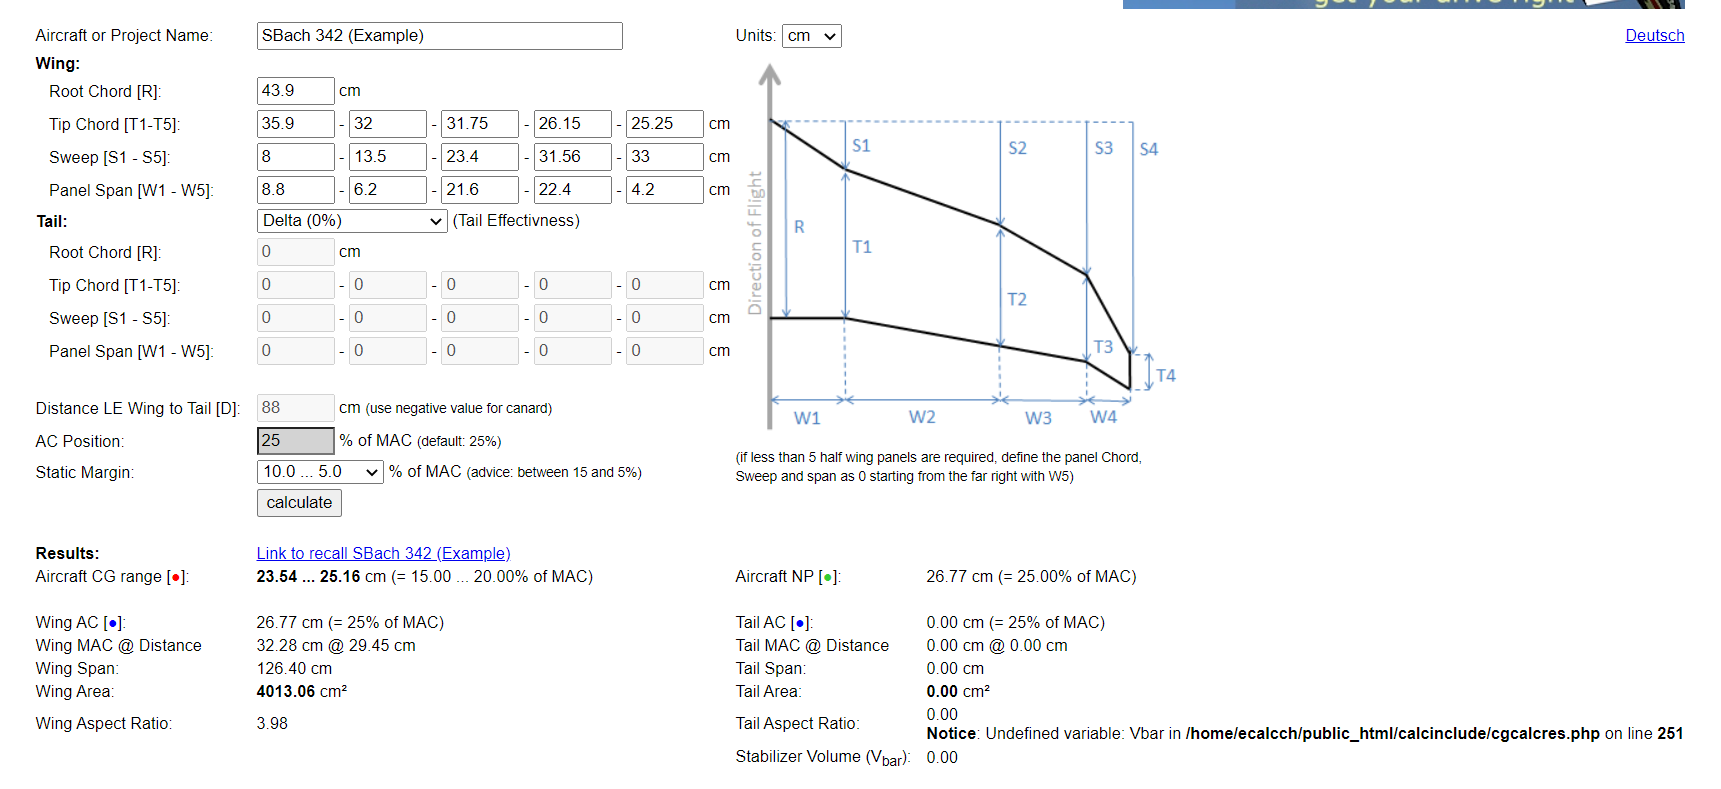 get your drive right
Aircraft or Project Name: SBach 342 (Example) Units: cm Deutsch
Wing:
Root Chord [R]: 43.9 cm
Tip Chord [T1-T5]: 35.9 - 32 - 31.75 - 26.15 - 25.25 cm
Sweep [S1 - S5]: 8 - 13.5 - 23.4 - 31.56 - 33 cm
Panel Span [W1 - W5]: 8.8 - 6.2 - 21.6 - 22.4 - 4.2 cm
Tail: Delta (0%) (Tail Effectivness)
Root Chord [R]: 0 cm
Tip Chord [T1-T5]: 0 - 0 - 0 - 0 - 0 cm
Sweep [S1 - S5]: 0 - 0 - 0 - 0 - 0 cm
Panel Span [W1 - W5]: 0 - 0 - 0 - 0 - 0 cm
Distance LE Wing to Tail [D]: 88 cm (use negative value for canard)
AC Position: 25 % of MAC (default: 25%)
Static Margin: 10.0 ... 5.0 % of MAC (advice: between 15 and 5%)
calculate
Direction of Flight
S1
S2
S3
S4
R
T1
T2
T3
T4
W1
W2
W3
W4
(if less than 5 half wing panels are required, define the panel Chord,
Sweep and span as 0 starting from the far right with W5)
Results: Link to recall SBach 342 (Example)
Aircraft CG range [●]: 23.54 ... 25.16 cm (= 15.00 ... 20.00% of MAC) Aircraft NP [●]: 26.77 cm (= 25.00% of MAC)
Wing AC [●]: 26.77 cm (= 25% of MAC) Tail AC [●]: 0.00 cm (= 25% of MAC)
Wing MAC @ Distance 32.28 cm @ 29.45 cm Tail MAC @ Distance 0.00 cm @ 0.00 cm
Wing Span: 126.40 cm Tail Span: 0.00 cm
Wing Area: 4013.06 cm² Tail Area: 0.00 cm²
Wing Aspect Ratio: 3.98 Tail Aspect Ratio: 0.00
Notice: Undefined variable: Vbar in /home/ecalcch/public_html/calcinclude/cgcalcres.php on line 251
Stabilizer Volume (Vbar): 0.00